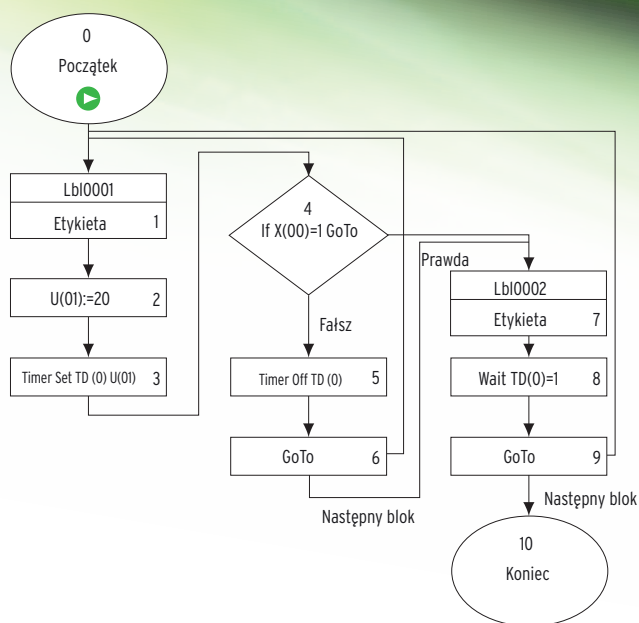 0
Początek
Lbl0001
Etykieta 1
U(01):=20 2
Timer Set TD (0) U(01) 3
4
If X(00)=1 GoTo
Prawda
Fałsz
Timer Off TD (0) 5
GoTo 6
Następny blok
Lbl0002
Etykieta 7
Wait TD(0)=1 8
GoTo 9
Następny blok
10
Koniec